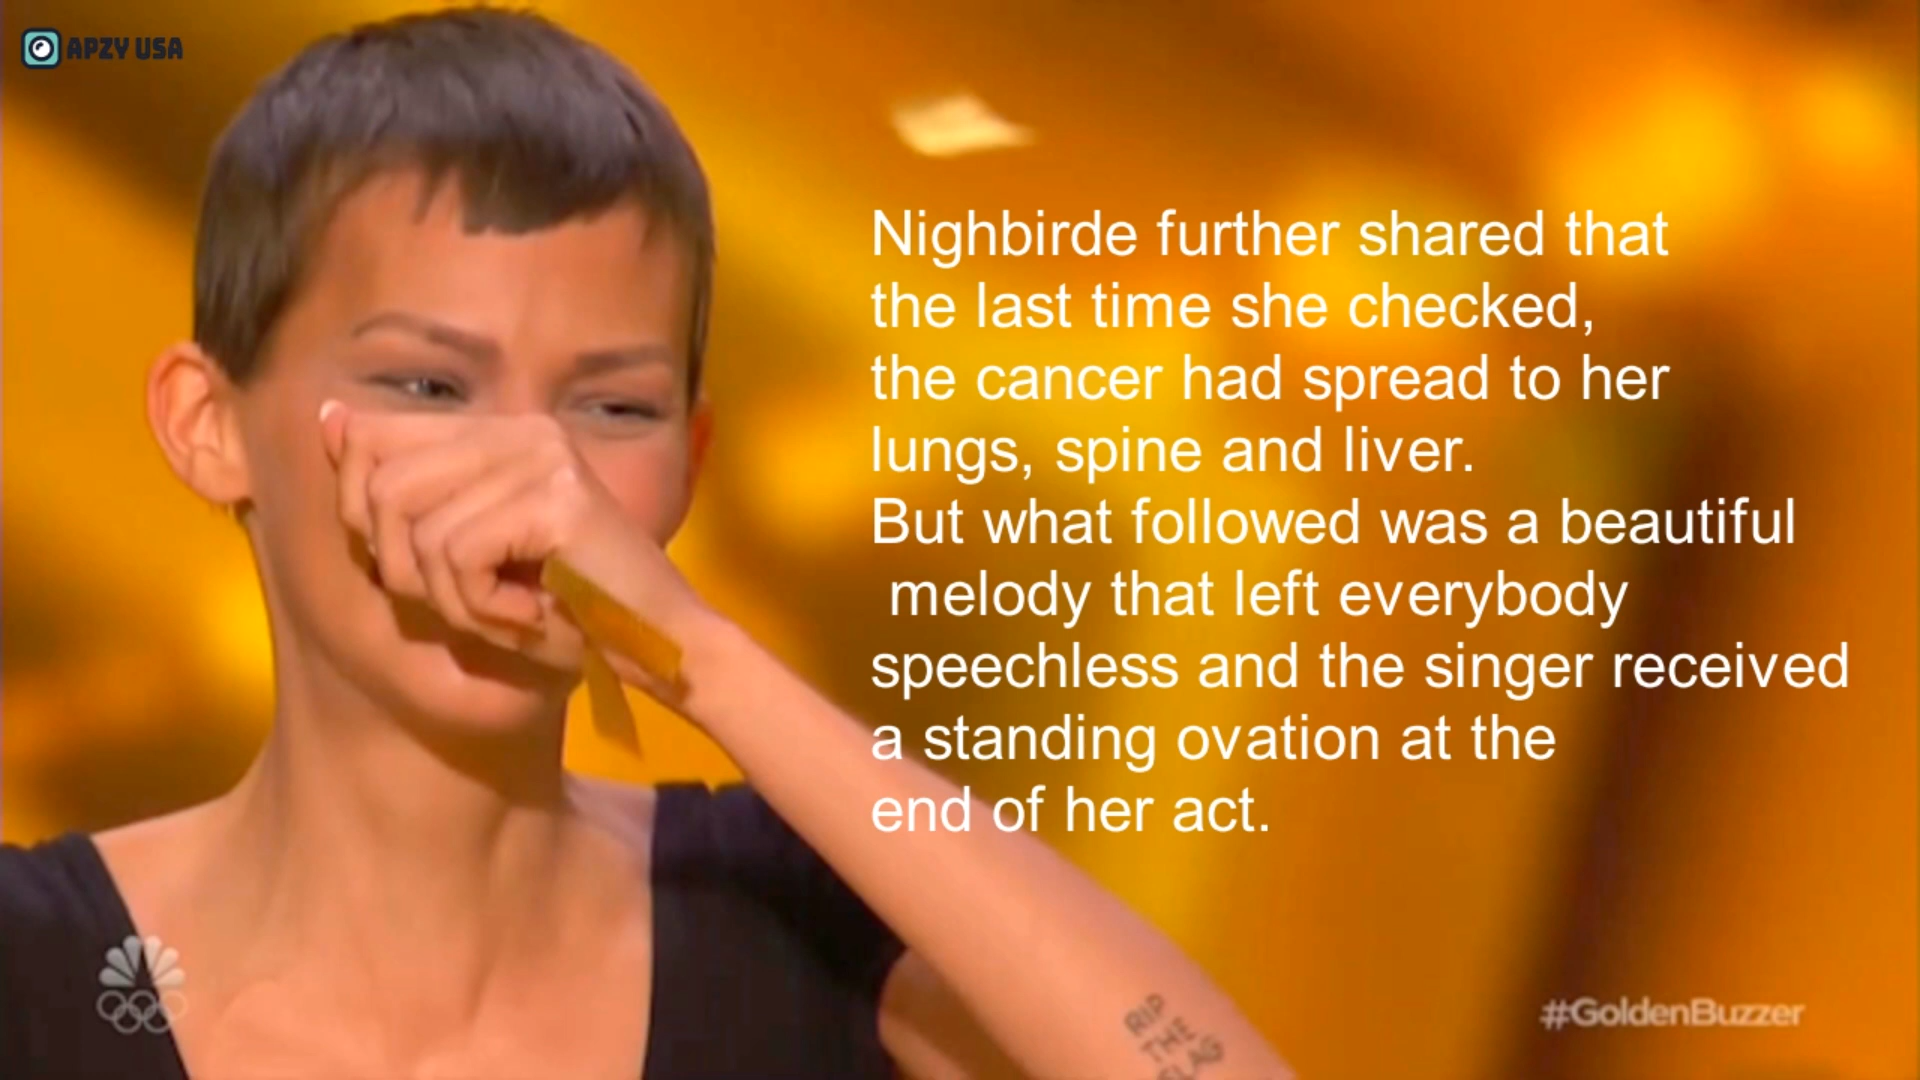 APZY USA
Nighbirde further shared that
the last time she checked,
the cancer had spread to her
lungs, spine and liver.
But what followed was a beautiful
melody that left everybody
speechless and the singer received
a standing ovation at the
end of her act.
RIP
THE
#GoldenBuzzer